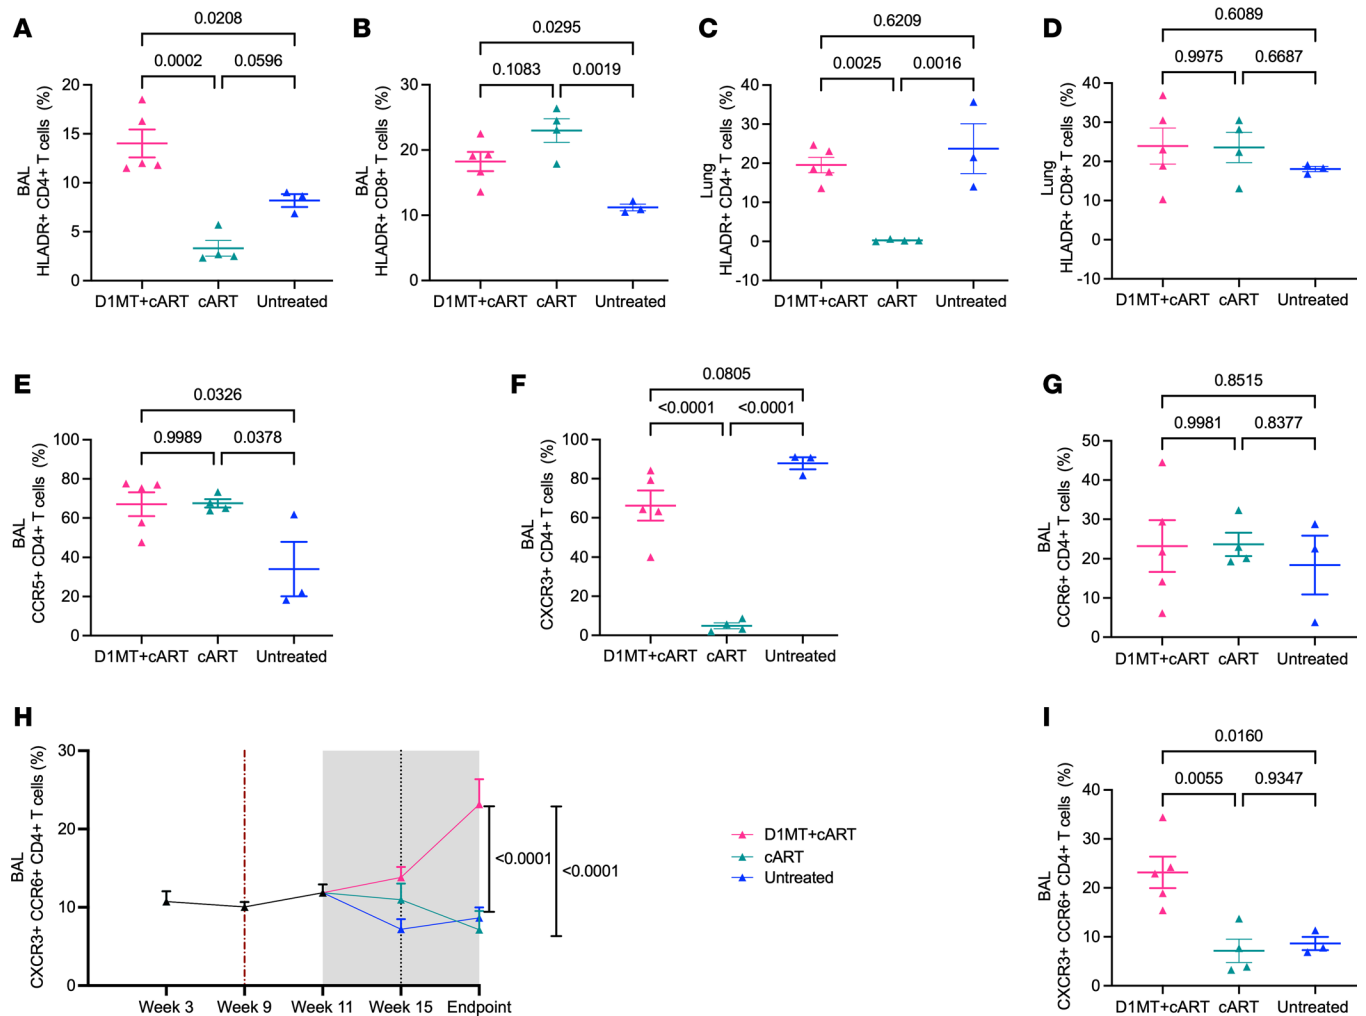 A
0.0208
0.0002
0.0596
BAL
HLADR+ CD4+ T cells (%)
20
15
10
5
0
D1MT+cART
cART
Untreated
B
0.0295
0.1083
0.0019
BAL
HLADR+ CD8+ T cells (%)
30
20
10
0
D1MT+cART
cART
Untreated
C
0.6209
0.0025
0.0016
Lung
HLADR+ CD4+ T cells (%)
40
30
20
10
0
-10
D1MT+cART
cART
Untreated
D
0.6089
0.9975
0.6687
Lung
HLADR+ CD8+ T cells (%)
40
30
20
10
0
-10
D1MT+cART
cART
Untreated
E
0.0326
0.9989
0.0378
BAL
CCR5+ CD4+ T cells (%)
100
80
60
40
20
0
D1MT+cART
cART
Untreated
F
0.0805
<0.0001
<0.0001
BAL
CXCR3+ CD4+ T cells (%)
100
80
60
40
20
0
D1MT+cART
cART
Untreated
G
0.8515
0.9981
0.8377
BAL
CCR6+ CD4+ T cells (%)
50
40
30
20
10
0
D1MT+cART
cART
Untreated
H
BAL
CXCR3+ CCR6+ CD4+ T cells (%)
30
20
10
0
Week 3
Week 9
Week 11
Week 15
Endpoint
<0.0001
<0.0001
D1MT+cART
cART
Untreated
I
0.0160
0.0055
0.9347
BAL
CXCR3+ CCR6+ CD4+ T cells (%)
40
30
20
10
0
D1MT+cART
cART
Untreated